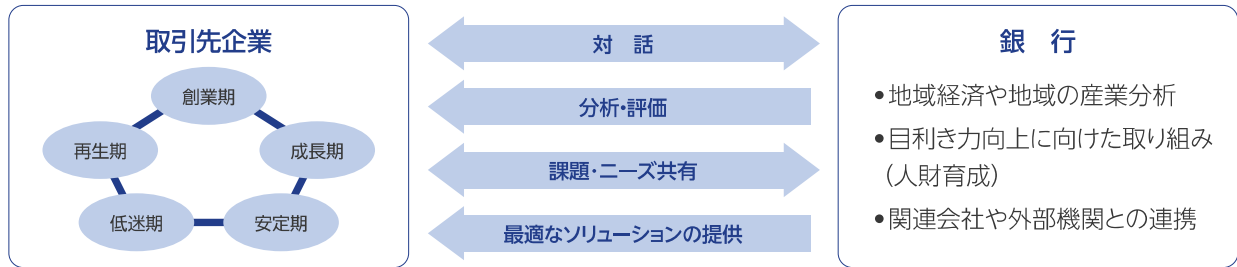 取引先企業
創業期
再生期
成長期
低迷期
安定期
対　話
分析・評価
課題・ニーズ共有
最適なソリューションの提供
銀　行
•地域経済や地域の産業分析
•目利き力向上に向けた取り組み
（人財育成）
•関連会社や外部機関との連携